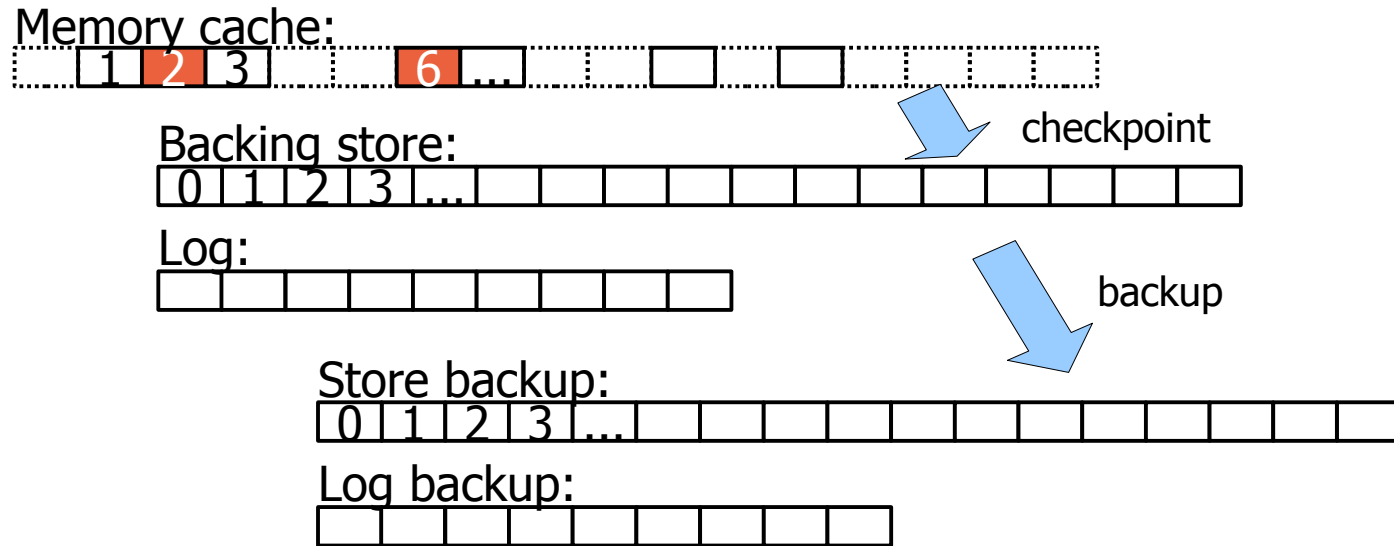 Memory cache:
1 2 3 6 ...
checkpoint
Backing store:
0 1 2 3 ...
Log:
backup
Store backup:
0 1 2 3 ...
Log backup: